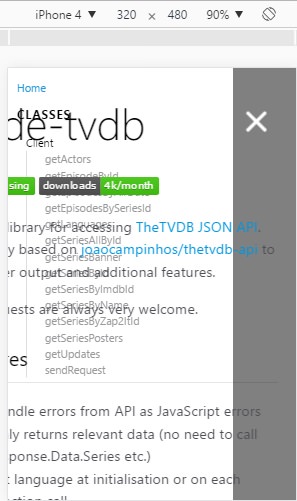 iPhone 4 ▼ 320 × 480 90% ▼
Home
de-tvdb
CLASSES
Client
getActors
getEpisodeById
sing downloads 4k/month
getEpisodesBySeriesId
getLanguages
library for accessing TheTVDB JSON API.
getSeriesAllById
y based on joaocampinhos/thetvdb-api to
getSeriesBanner
er output and additional features.
getSeriesById
getSeriesByImdbId
getSeriesByName
uests are always very welcome.
getSeriesByZap2ItId
getSeriesPosters
getUpdates
res
sendRequest
ndle errors from API as JavaScript errors
ly returns relevant data (no need to call
ponse.Data.Series etc.)
t language at initialisation or on each